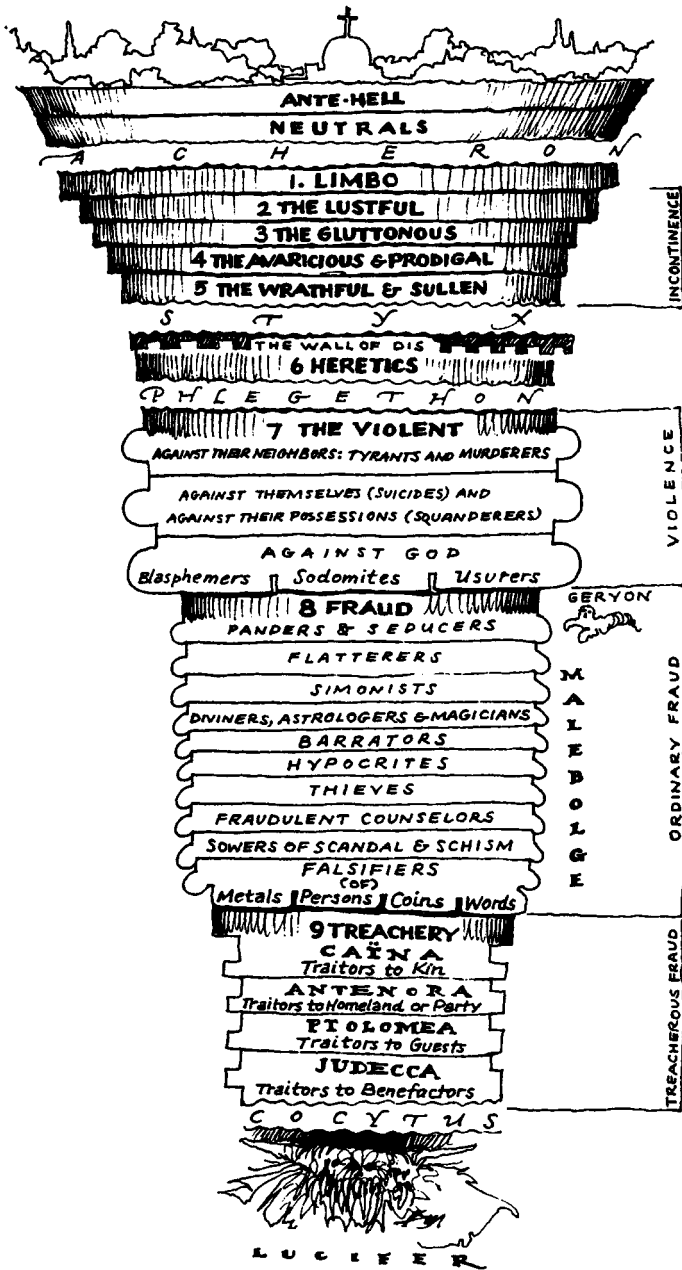 ANTE-HELL
NEUTRALS
ACHERON
1. LIMBO
2 THE LUSTFUL
3 THE GLUTTONOUS
4 THE AVARICIOUS & PRODIGAL
5 THE WRATHFUL & SULLEN
INCONTINENCE
STYX
THE WALL OF DIS
6 HERETICS
PHLEGETHON
7 THE VIOLENT
AGAINST THEIR NEIGHBORS: TYRANTS AND MURDERERS
AGAINST THEMSELVES (SUICIDES) AND
AGAINST THEIR POSSESSIONS (SQUANDERERS)
AGAINST GOD
Blasphemers Sodomites Usurers
VIOLENCE
GERYON
8 FRAUD
PANDERS & SEDUCERS
FLATTERERS
SIMONISTS
DIVINERS, ASTROLOGERS & MAGICIANS
BARRATORS
HYPOCRITES
THIEVES
FRAUDULENT COUNSELORS
SOWERS OF SCANDAL & SCHISM
FALSIFIERS
(OF)
Metals Persons Coins Words
MALEBOLGE
ORDINARY FRAUD
9 TREACHERY
CAÏNA
Traitors to Kin
ANTENORA
Traitors to Homeland or Party
PTOLOMEA
Traitors to Guests
JUDECCA
Traitors to Benefactors
TREACHEROUS FRAUD
COCYTUS
LUCIFER